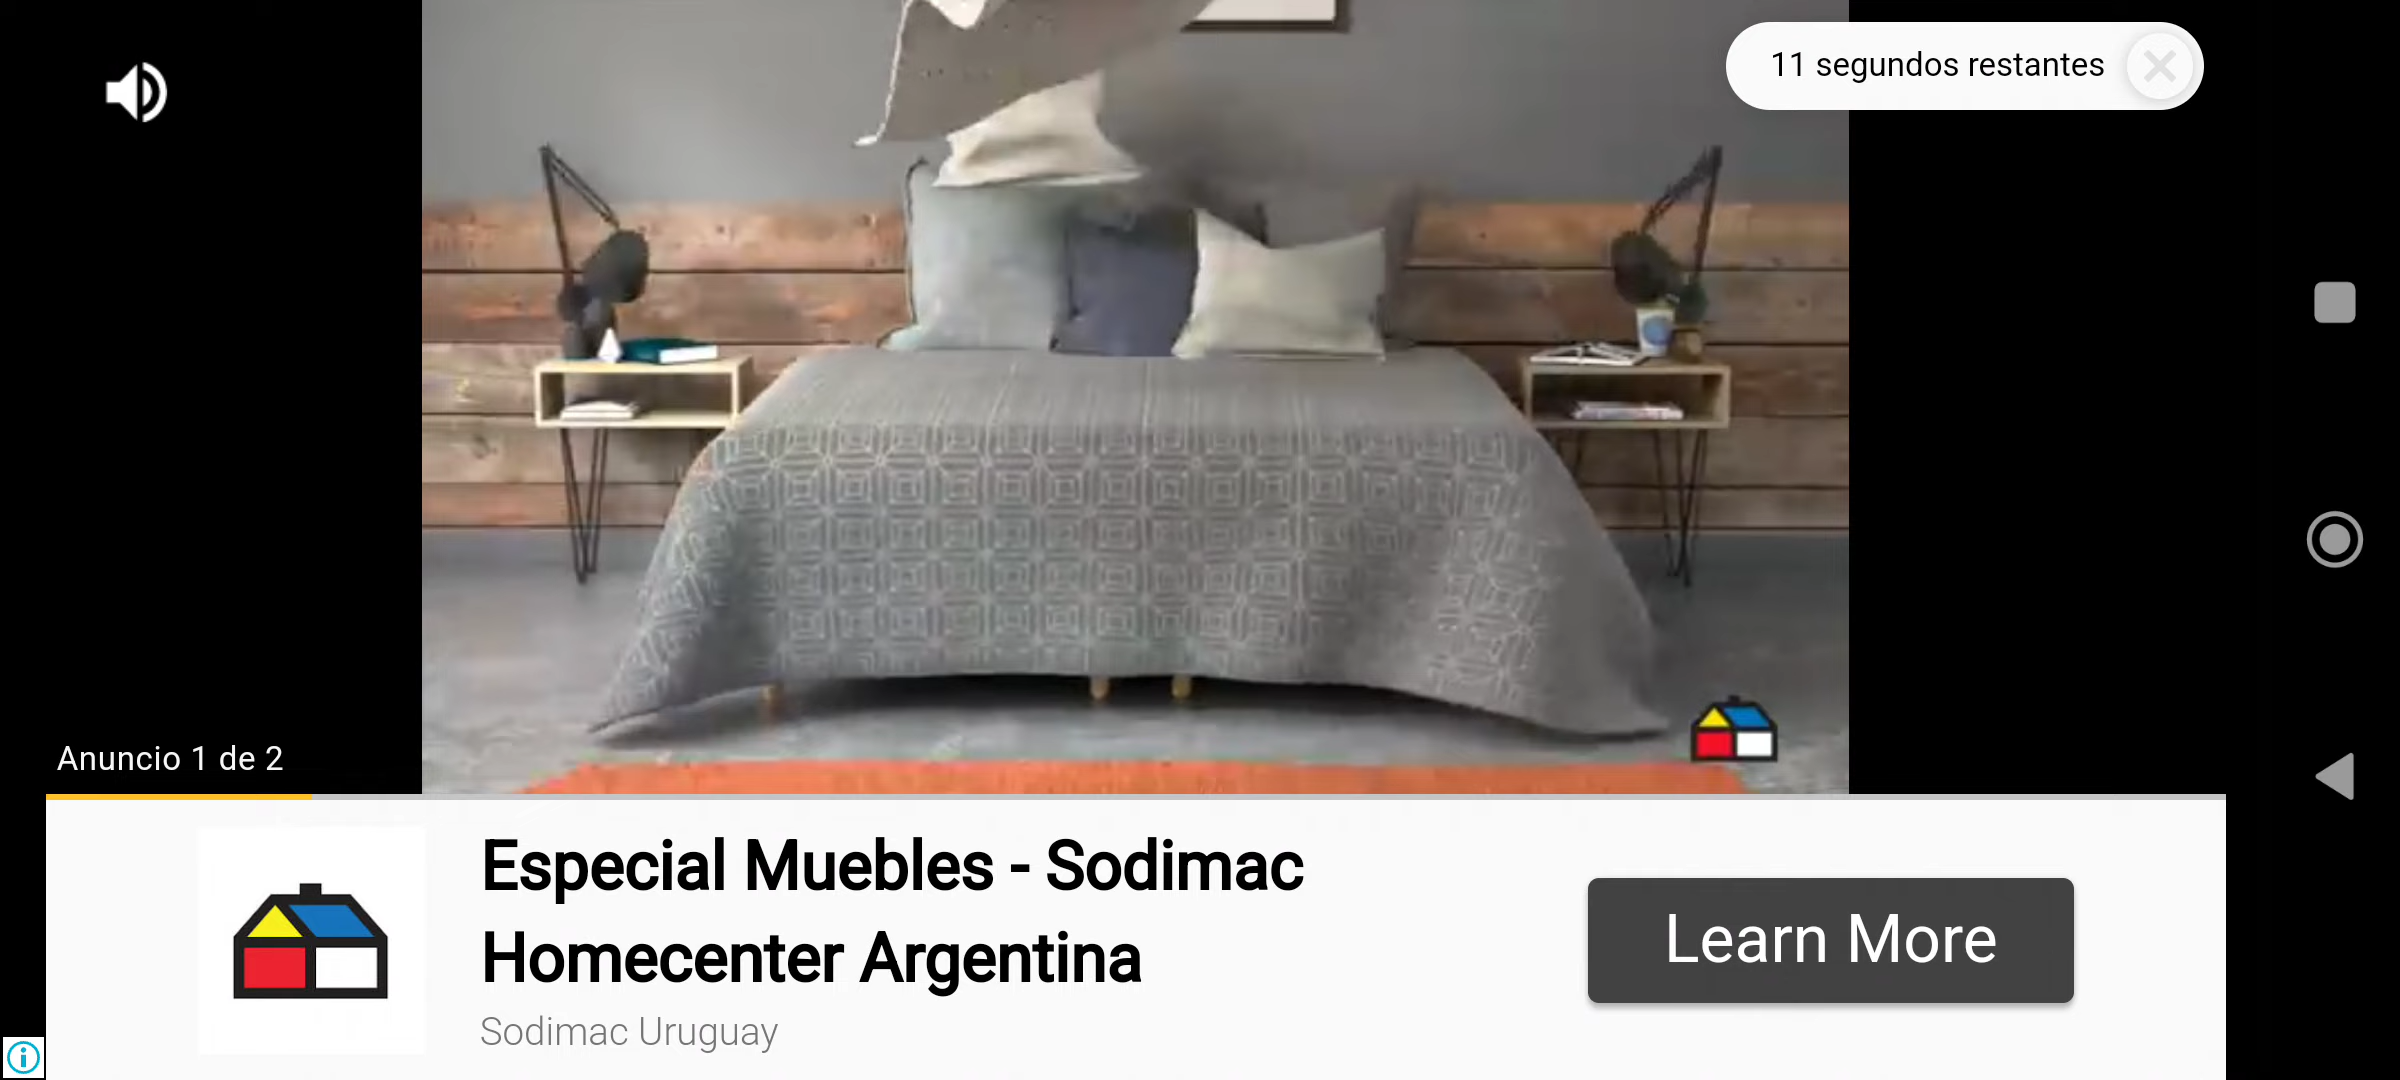 11 segundos restantes
Anuncio 1 de 2
Especial Muebles - Sodimac
Homecenter Argentina
Sodimac Uruguay
Learn More